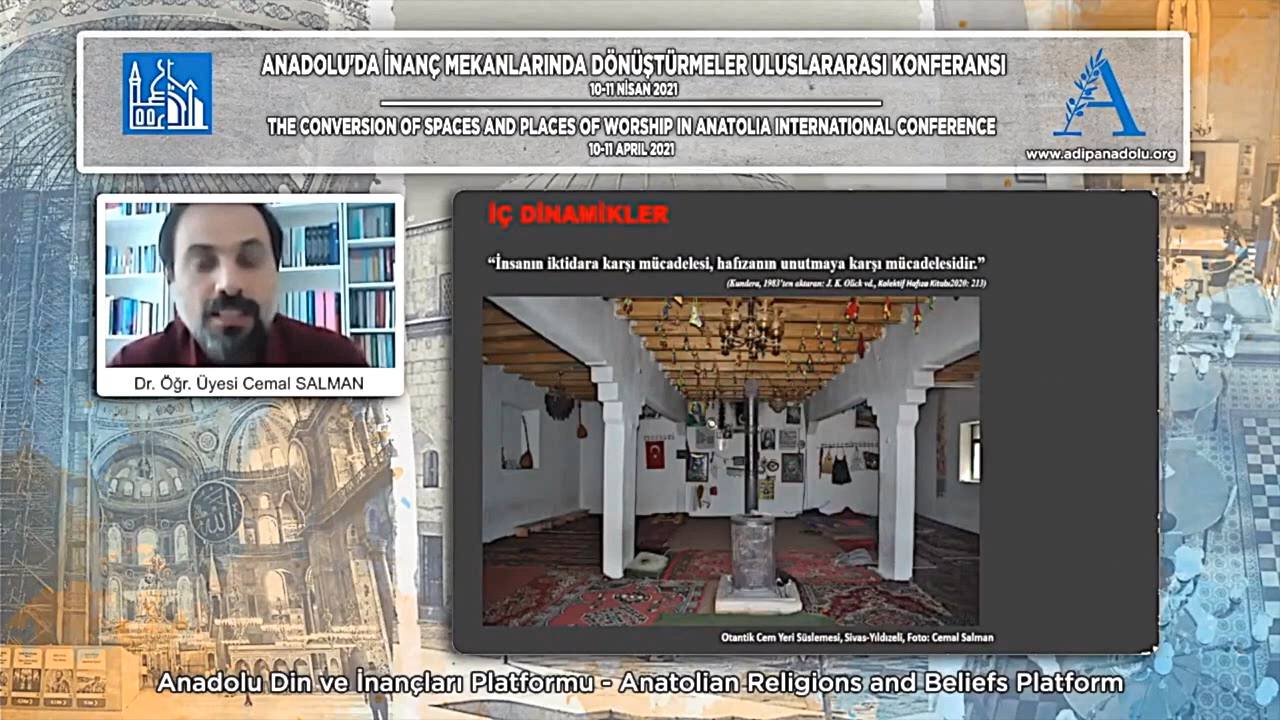 ANADOLU'DA İNANÇ MEKANLARINDA DÖNÜŞTÜRMELER ULUSLARARASI KONFERANSI
10-11 NİSAN 2021
THE CONVERSION OF SPACES AND PLACES OF WORSHIP IN ANATOLIA INTERNATIONAL CONFERENCE
10-11 APRIL 2021
A
www.adipanadolu.org
Dr. Öğr. Üyesi Cemal SALMAN
İÇ DİNAMİKLER
“İnsanın iktidara karşı mücadelesi, hafızanın unutmaya karşı mücadelesidir.”
(Kundera, 1983'ten aktaran: J. K. Olick vd., Kolektif Hafıza Kitabı2020: 213)
Otantik Cem Yeri Süslemesi, Sivas-Yıldızeli, Foto: Cemal Salman
Anadolu Din ve İnançları Platformu - Anatolian Religions and Beliefs Platform